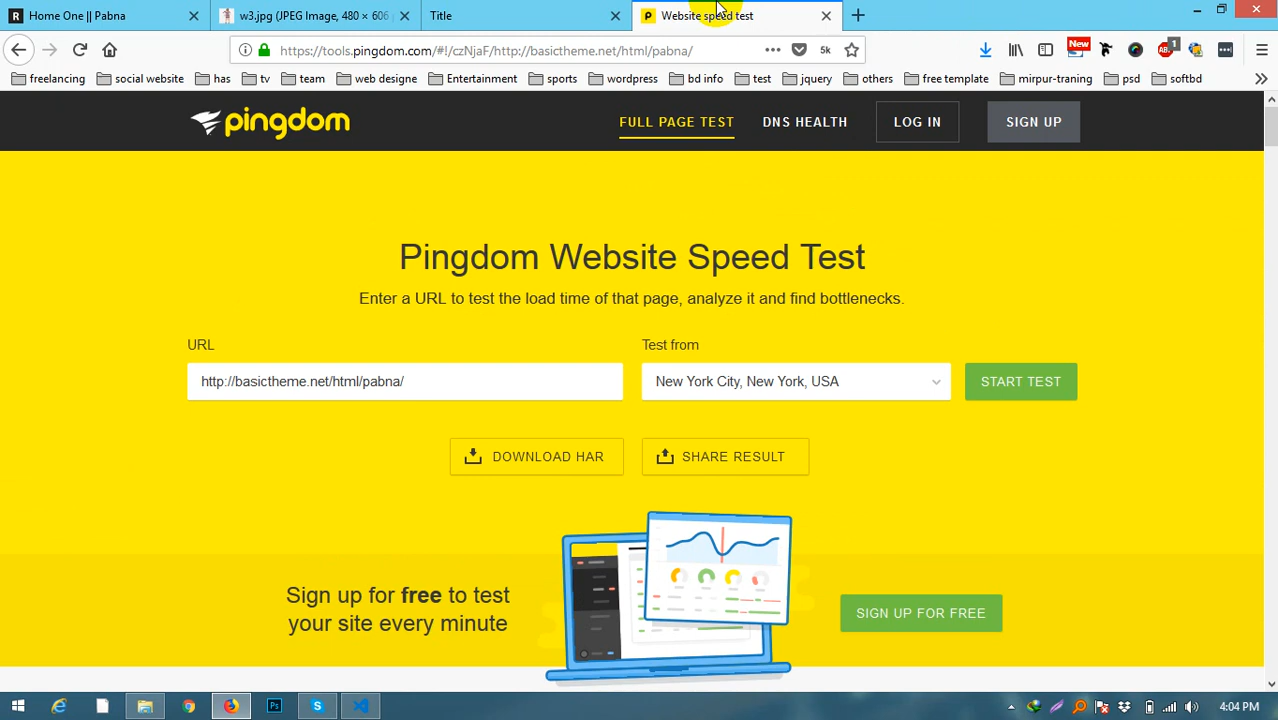 Home One || Pabna
w3.jpg (JPEG Image, 480 × 606 p
Title
Website speed test
https://tools.pingdom.com/#!/czNjaF/http://basictheme.net/html/pabna/
5k
New
1
freelancing
social website
has
tv
team
web designe
Entertainment
sports
wordpress
bd info
test
jquery
others
free template
mirpur-traning
psd
softbd
pingdom
FULL PAGE TEST
DNS HEALTH
LOG IN
SIGN UP
Pingdom Website Speed Test
Enter a URL to test the load time of that page, analyze it and find bottlenecks.
URL
Test from
http://basictheme.net/html/pabna/
New York City, New York, USA
START TEST
DOWNLOAD HAR
SHARE RESULT
Sign up for free to test
your site every minute
SIGN UP FOR FREE
4:04 PM